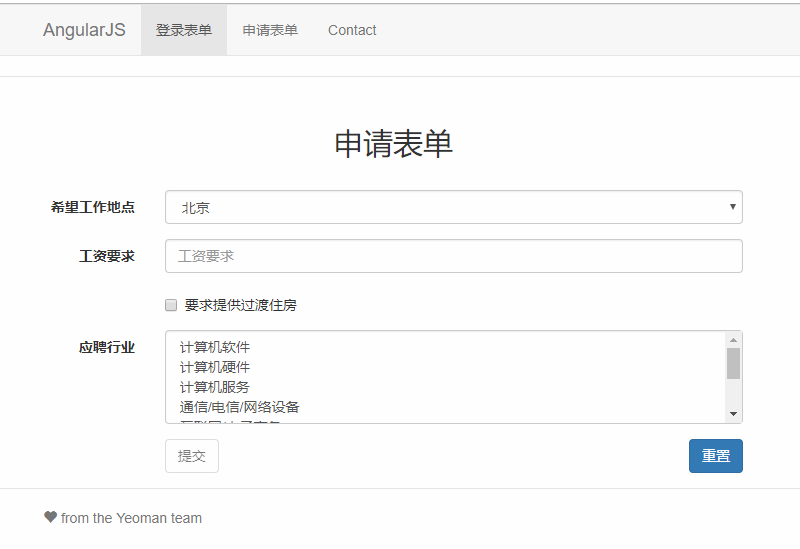 AngularJS 登录表单 申请表单 Contact
申请表单
希望工作地点 北京
工资要求 工资要求
要求提供过渡住房
应聘行业 计算机软件
计算机硬件
计算机服务
通信/电信/网络设备
提交 重置
from the Yeoman team